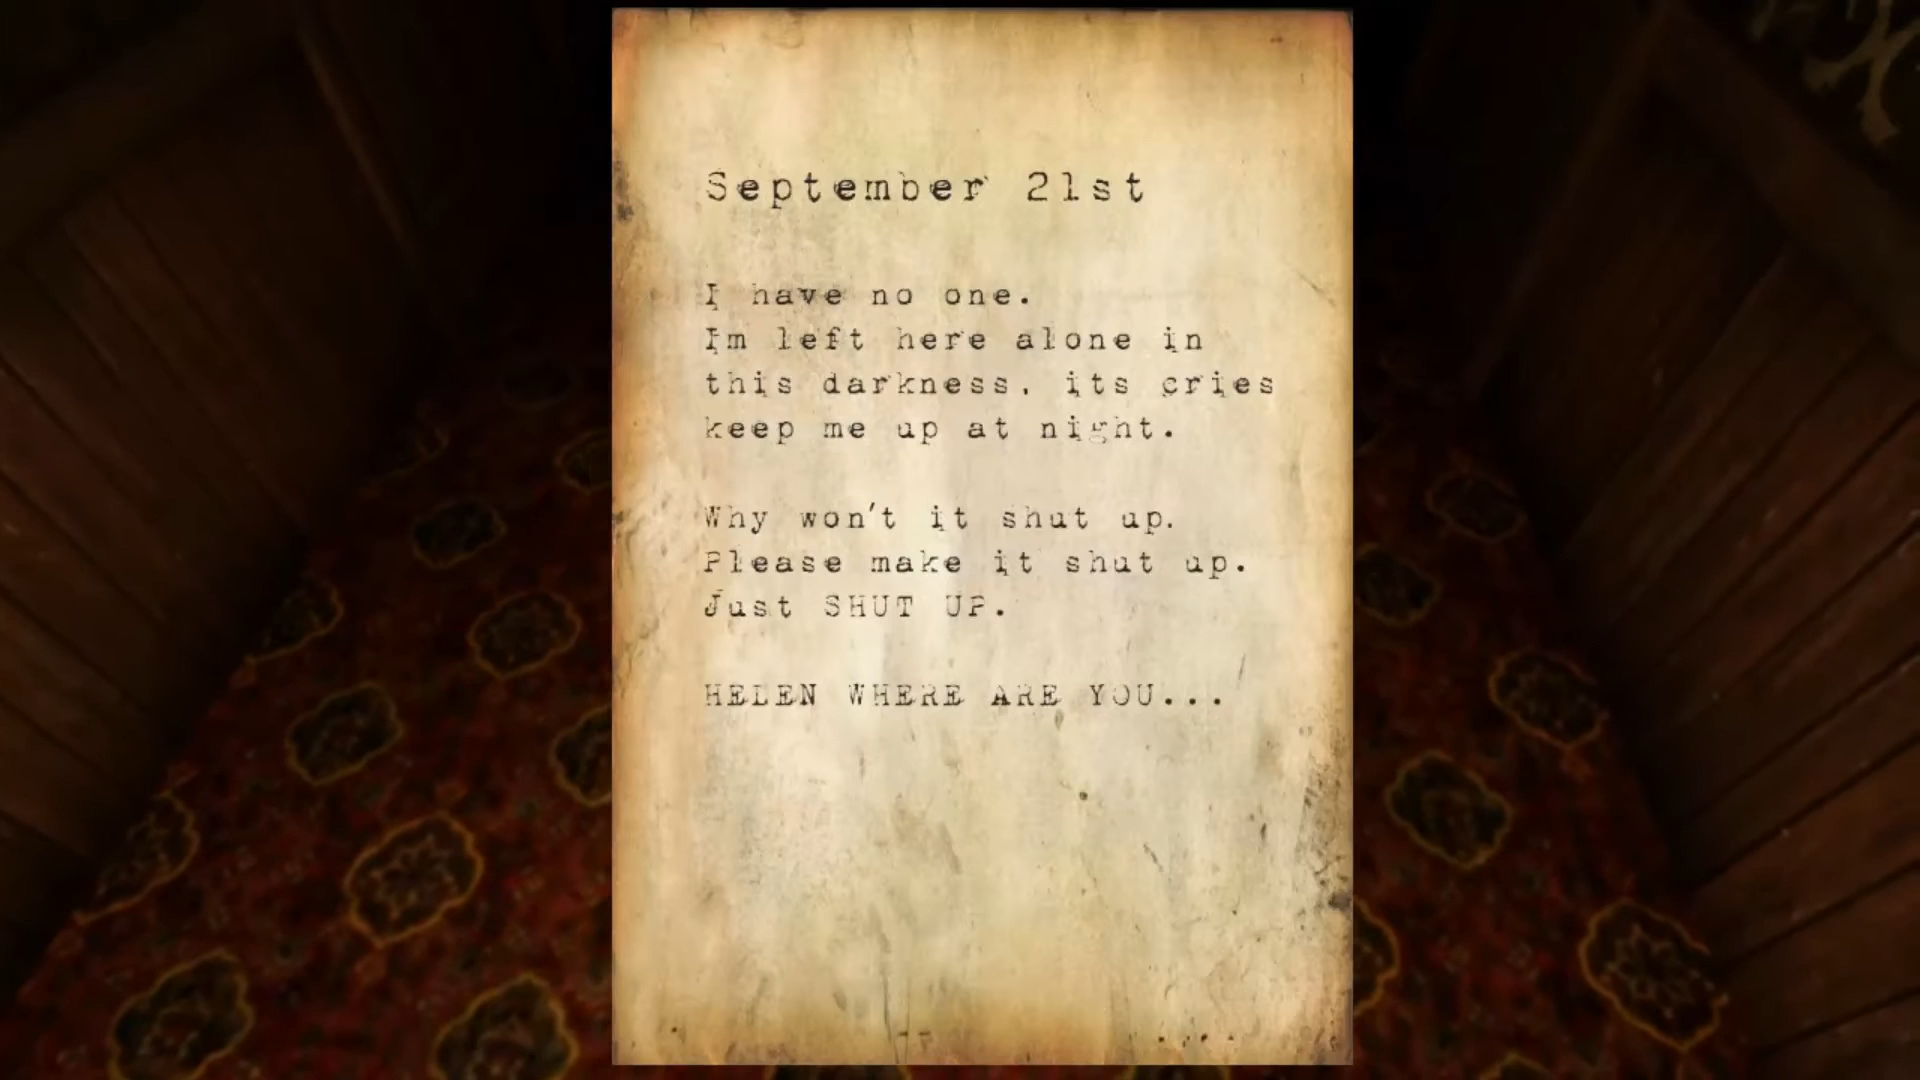 September 21st
I have no one.
Im left here alone in
this darkness, its cries
keep me up at night.
Why won't it shut up.
Please make it shut up.
Just SHUT UP.
HELEN WHERE ARE YOU...